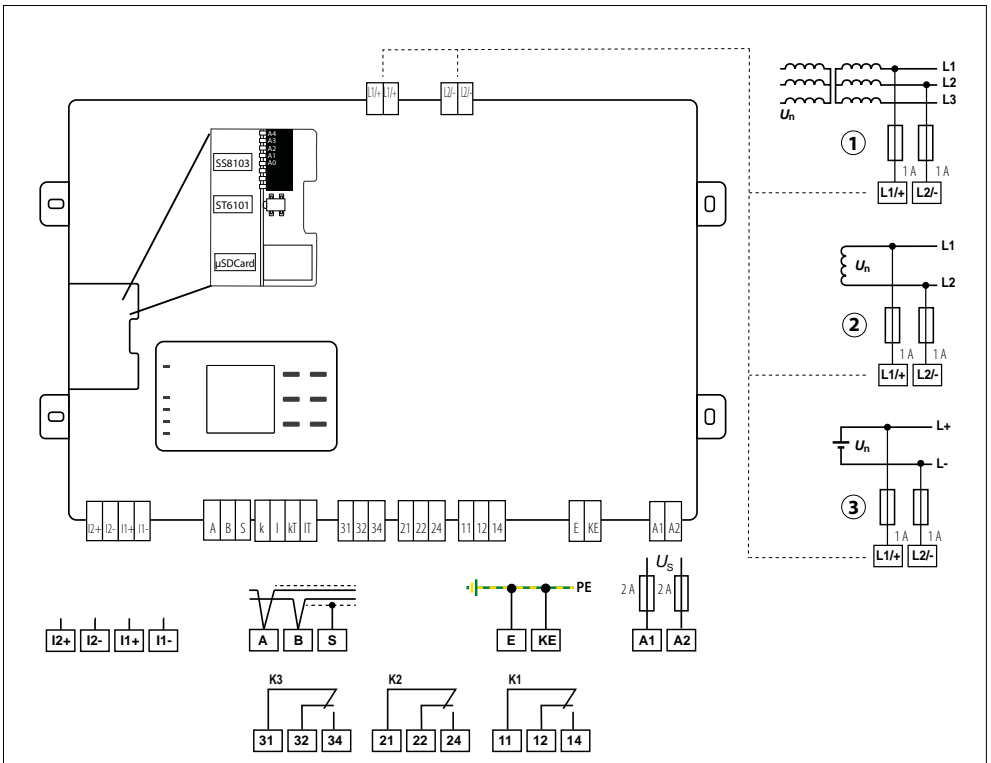 L1/+ L1/+ L2/- L2/-
L1
L2
L3
Un
1
1 A 1 A
L1/+ L2/-
A4
A3
A2
A1
A0
SS8103
ST6101
µSDCard
L1
Un
L2
2
1 A 1 A
L1/+ L2/-
L+
Un
L-
3
1 A 1 A
L1/+ L2/-
I2+ I2- I1+ I1- A B S k l kT lT 31 32 34 21 22 24 11 12 14 E KE A1 A2
US
PE
2 A 2 A
I2+ I2- I1+ I1- A B S E KE A1 A2
K3 K2 K1
31 32 34 21 22 24 11 12 14